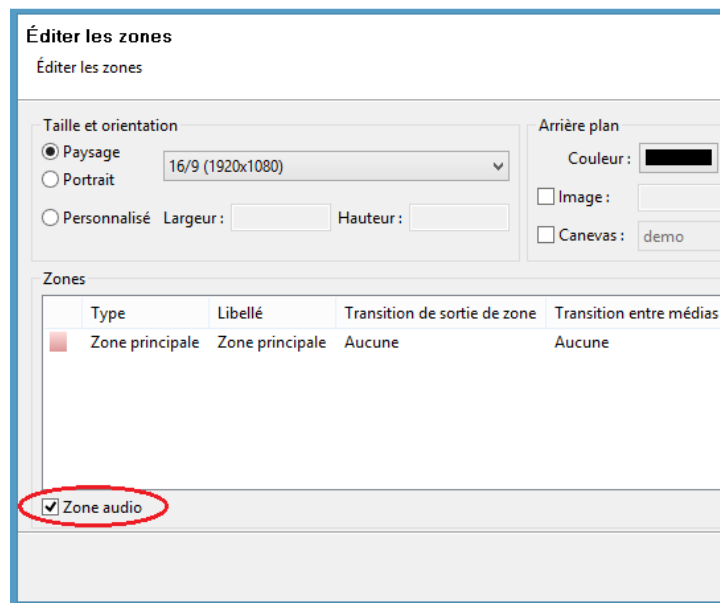 Éditer les zones
Éditer les zones
Taille et orientation
Paysage
Portrait
16/9 (1920x1080)
Personnalisé Largeur : Hauteur :
Arrière plan
Couleur :
Image :
Canevas : demo
Zones
Type Libellé Transition de sortie de zone Transition entre médias
Zone principale Zone principale Aucune Aucune
Zone audio